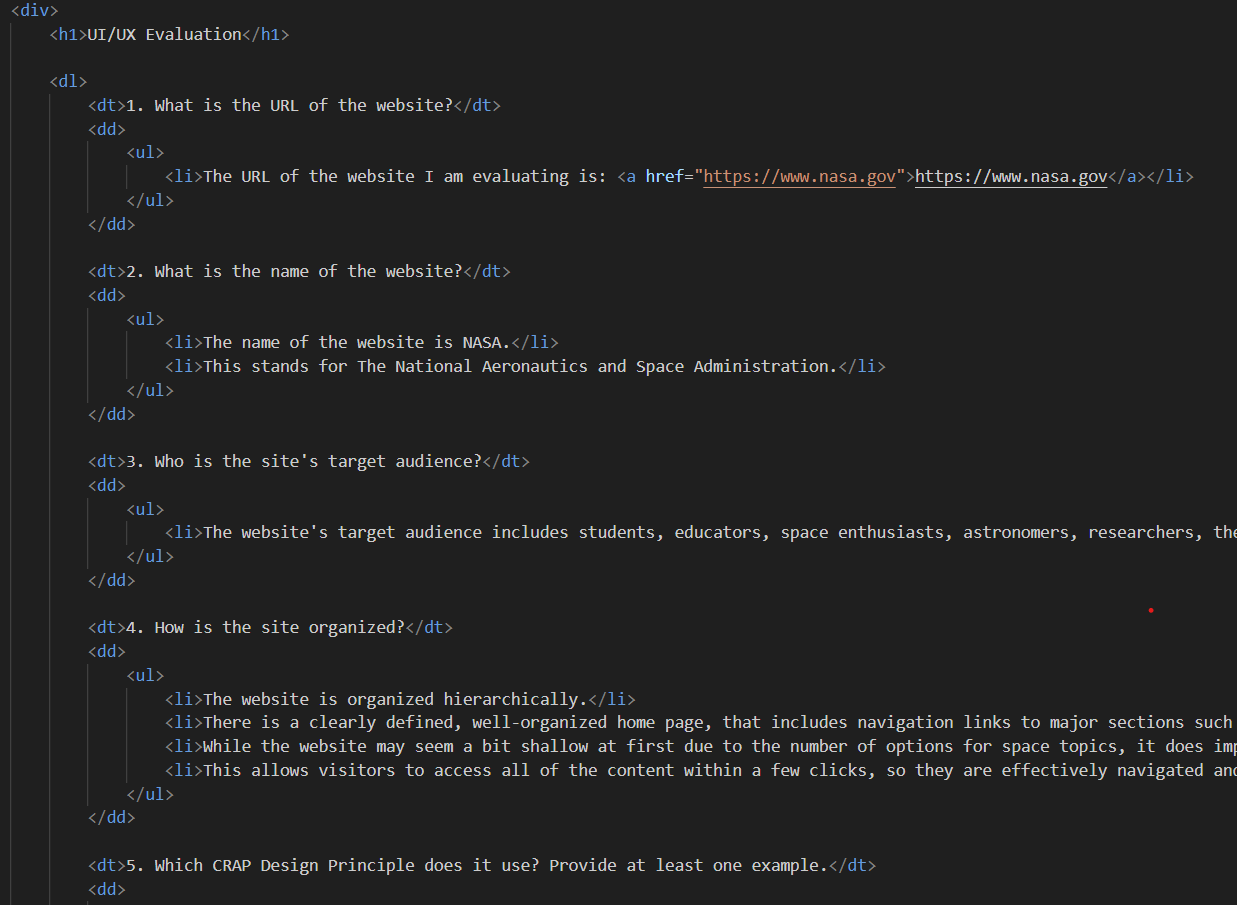 <div>
<h1>UI/UX Evaluation</h1>
<dl>
<dt>1. What is the URL of the website?</dt>
<dd>
<ul>
<li>The URL of the website I am evaluating is: <a href="https://www.nasa.gov">https://www.nasa.gov</a></li>
</ul>
</dd>
<dt>2. What is the name of the website?</dt>
<dd>
<ul>
<li>The name of the website is NASA.</li>
<li>This stands for The National Aeronautics and Space Administration.</li>
</ul>
</dd>
<dt>3. Who is the site's target audience?</dt>
<dd>
<ul>
<li>The website's target audience includes students, educators, space enthusiasts, astronomers, researchers, the
</ul>
</dd>
<dt>4. How is the site organized?</dt>
<dd>
<ul>
<li>The website is organized hierarchically.</li>
<li>There is a clearly defined, well-organized home page, that includes navigation links to major sections such
<li>While the website may seem a bit shallow at first due to the number of options for space topics, it does imp
<li>This allows visitors to access all of the content within a few clicks, so they are effectively navigated and
</ul>
</dd>
<dt>5. Which CRAP Design Principle does it use? Provide at least one example.</dt>
<dd>